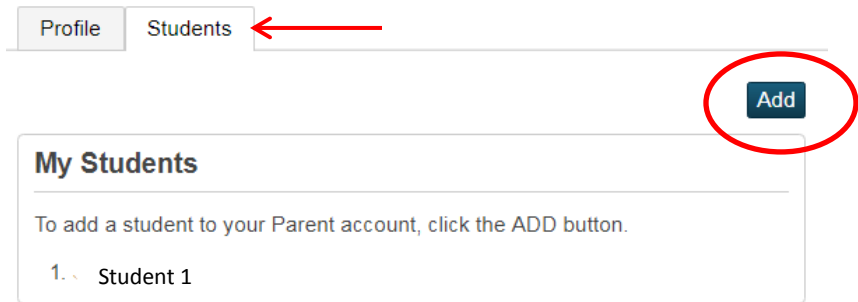 Profile Students
Add
My Students
To add a student to your Parent account, click the ADD button.
1. Student 1